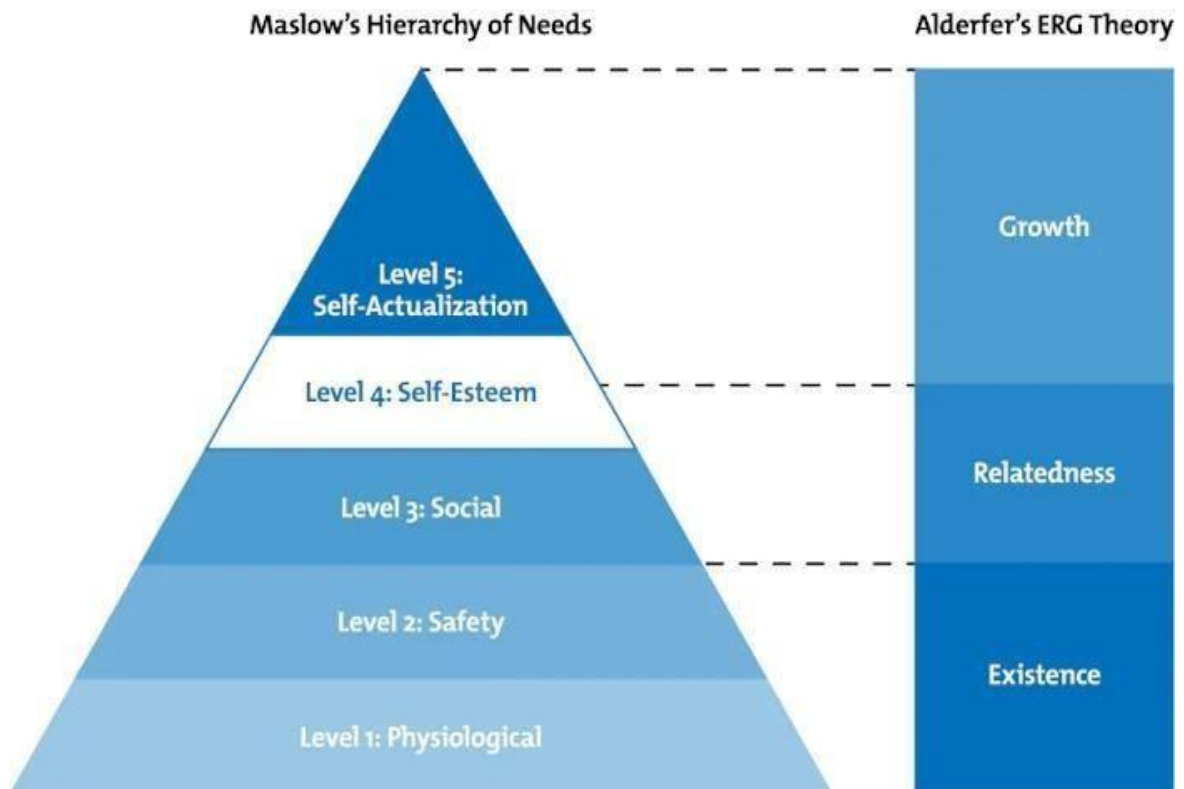 Maslow's Hierarchy of Needs
Alderfer's ERG Theory
Level 5:
Self-Actualization
Level 4: Self-Esteem
Level 3: Social
Level 2: Safety
Level 1: Physiological
Growth
Relatedness
Existence